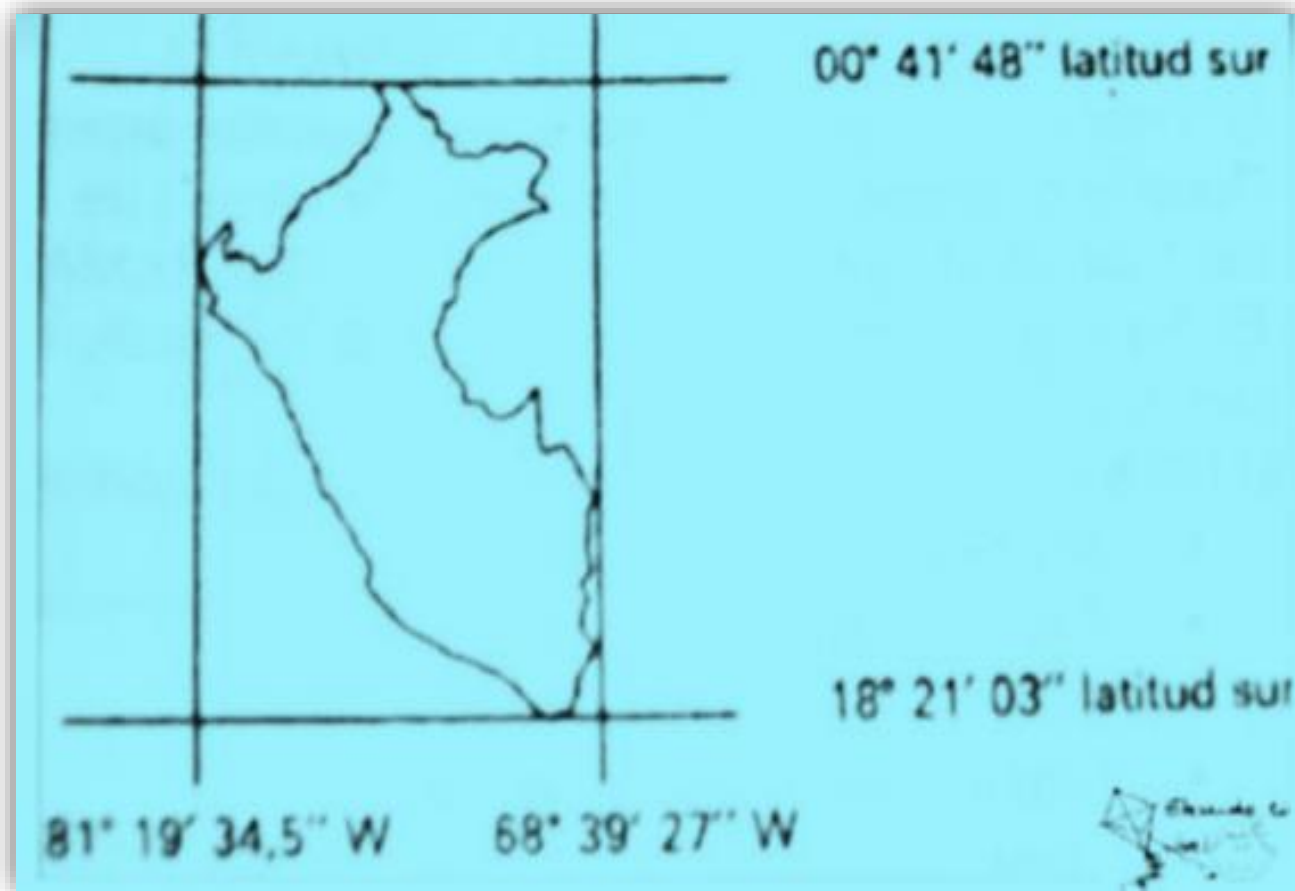 00° 41′ 48″ latitud sur
18° 21′ 03″ latitud sur
81° 19′ 34.5″ W
68° 39′ 27″ W